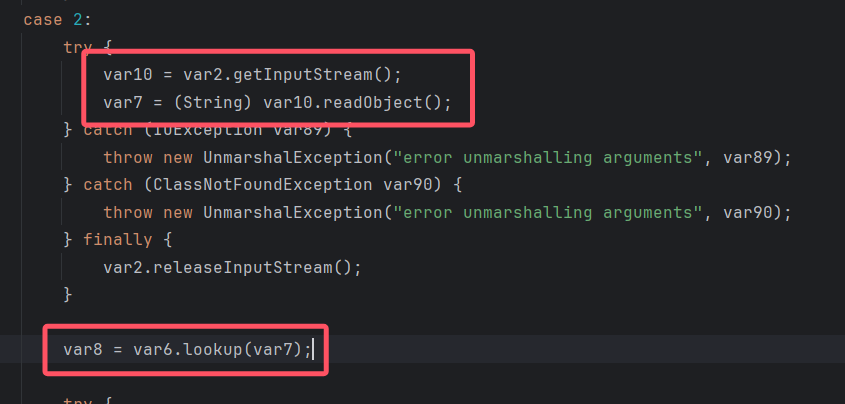 case 2:
try {
var10 = var2.getInputStream();
var7 = (String) var10.readObject();
} catch (IOException var89) {
throw new UnmarshalException("error unmarshalling arguments", var89);
} catch (ClassNotFoundException var90) {
throw new UnmarshalException("error unmarshalling arguments", var90);
} finally {
var2.releaseInputStream();
}
var8 = var6.lookup(var7);
try {